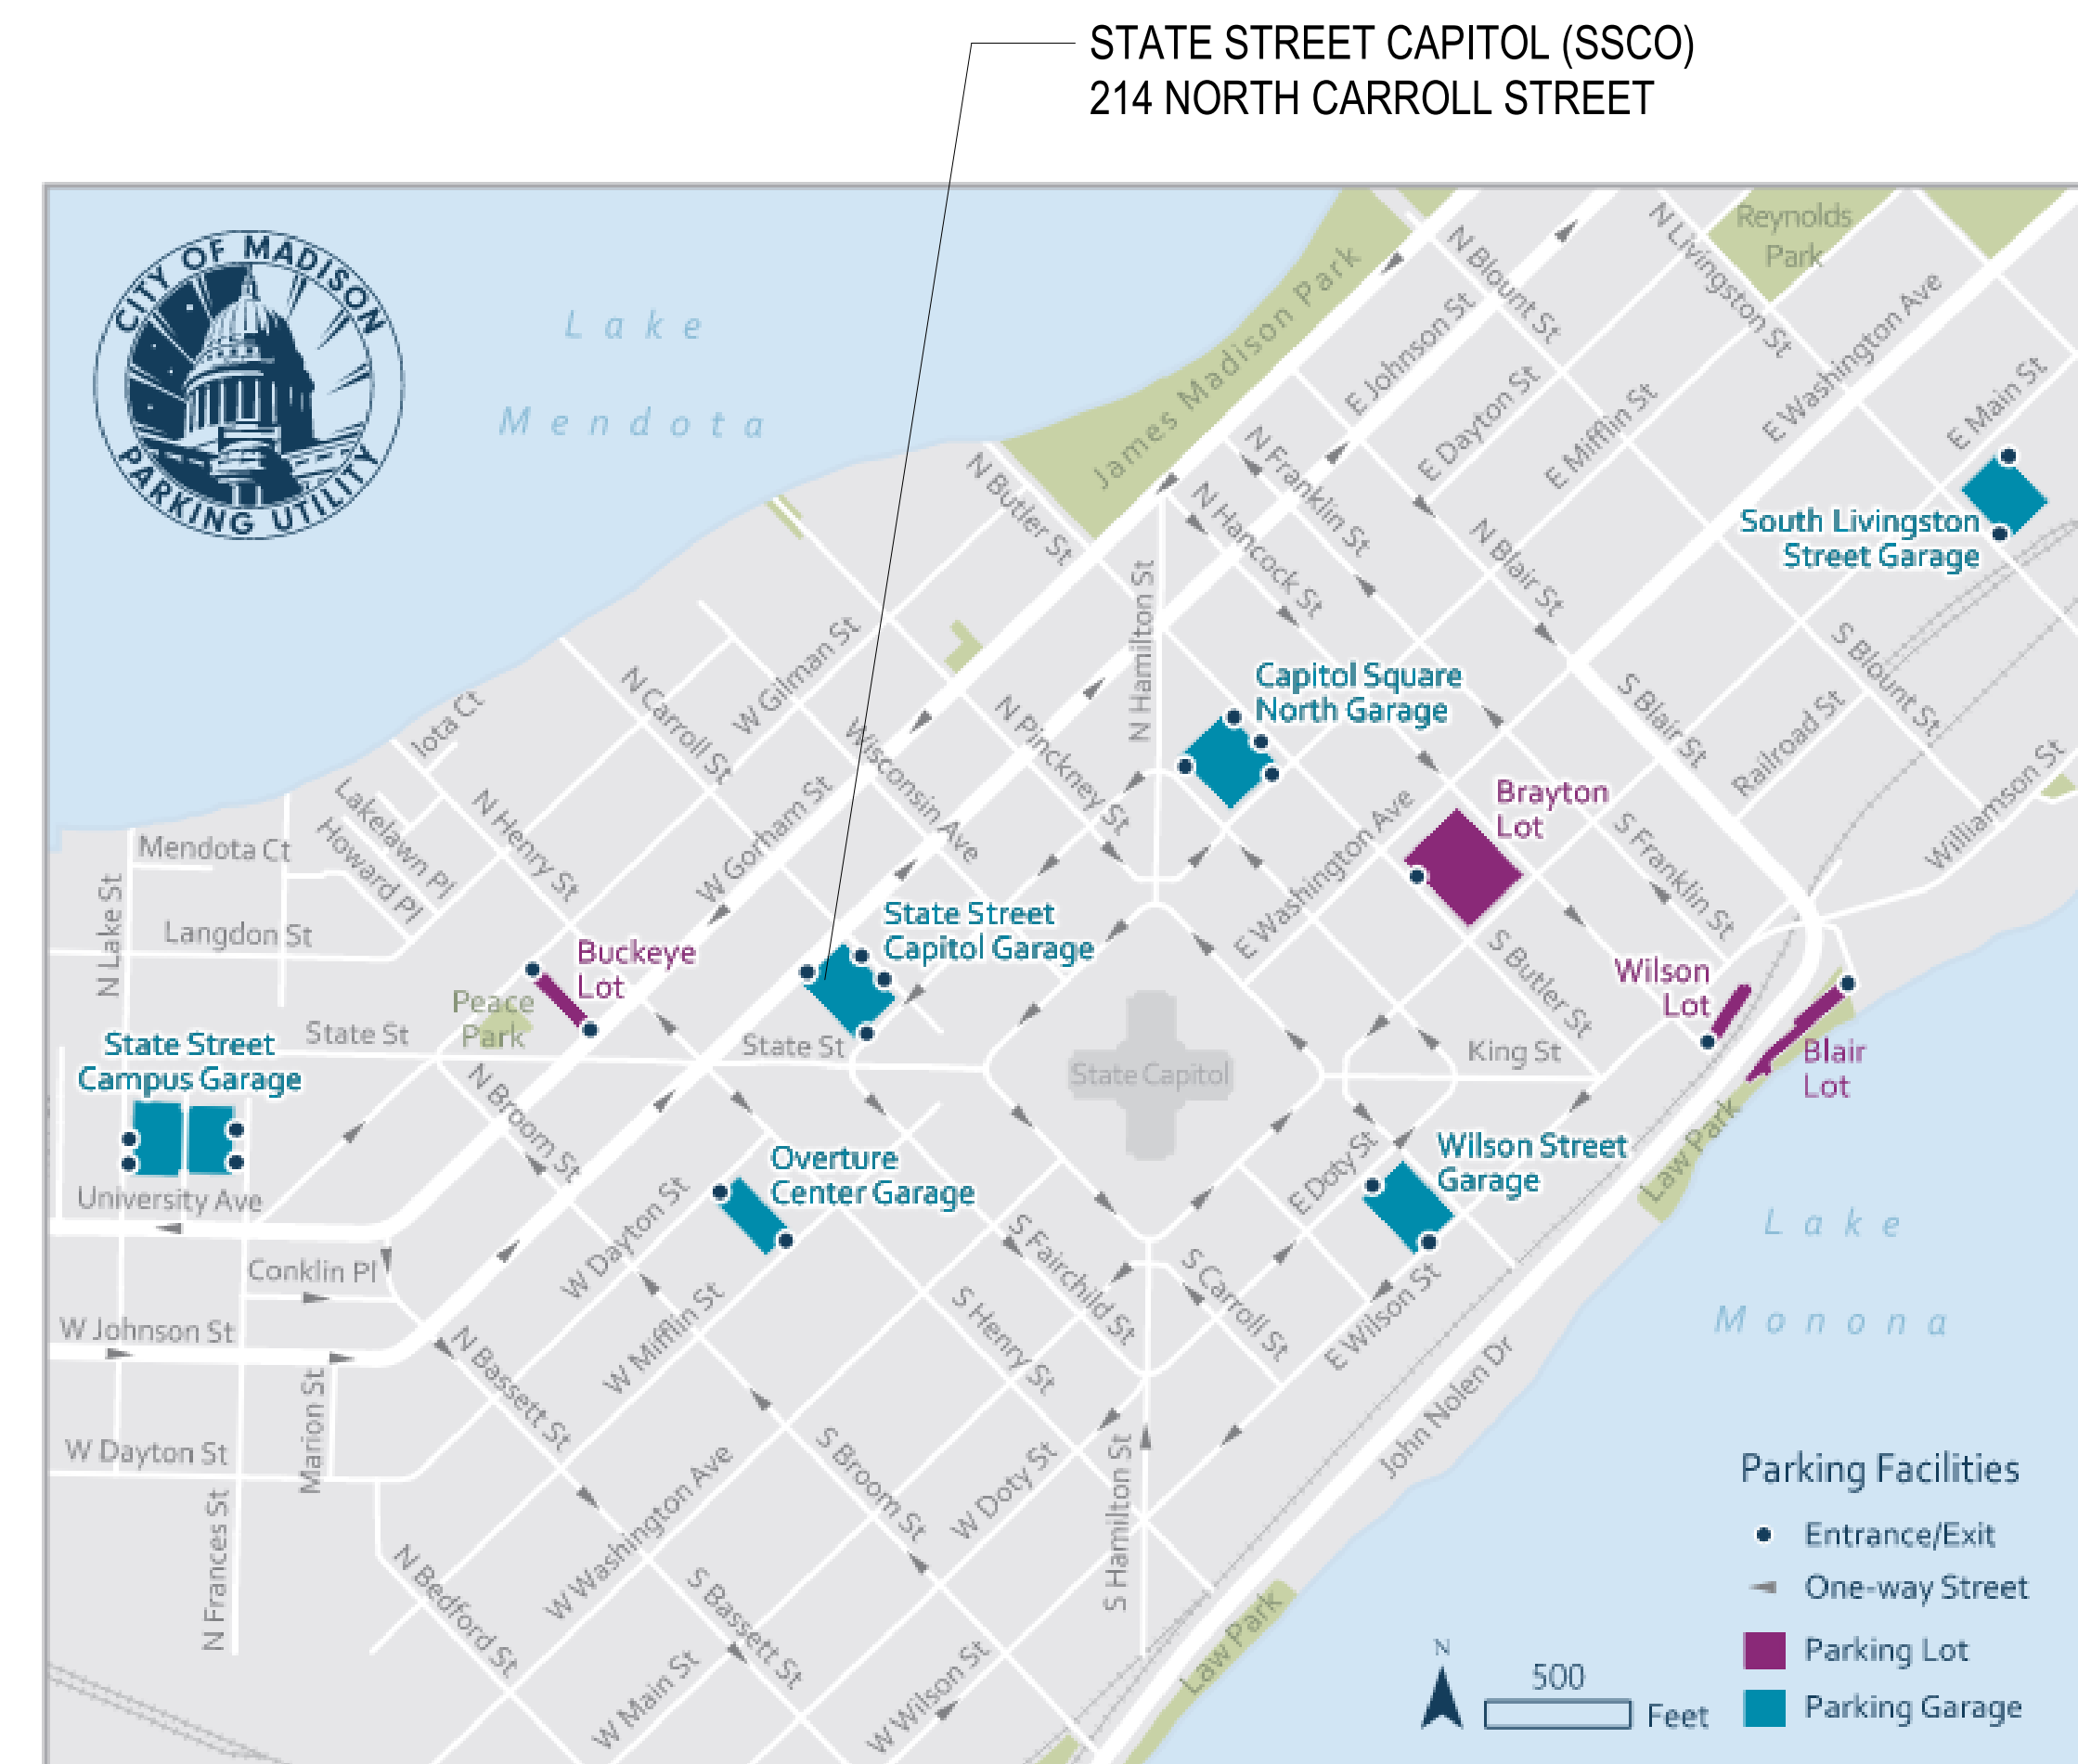 STATE STREET CAPITOL (SSCO)
214 NORTH CARROLL STREET
CITY OF MADISON
PARKING UTILITY
Lake
Mendota
James Madison Park
Reynolds
Park
N Livingston St
N Blount St
E Johnson St
E Dayton St
E Mifflin St
E Washington Ave
E Main St
N Butler St
N Franklin St
N Hancock St
N Blair St
N Hamilton St
South Livingston
Street Garage
S Blount St
S Blair St
Railroad St
Williamson St
Capitol Square
North Garage
Iota Ct
N Carroll St
W Gilman St
Wisconsin Ave
N Pinckney St
Lakelawn Pl
Howard Pl
Mendota Ct
N Henry St
W Gorham St
E Washington Ave
Brayton
Lot
S Franklin St
N Lake St
Langdon St
State Street
Capitol Garage
Buckeye
Lot
Peace
Park
S Butler St
Wilson
Lot
State St
State St
State Capitol
King St
Blair
Lot
State Street
Campus Garage
N Broom St
Law Park
Overture
Center Garage
E Doty St
Wilson Street
Garage
University Ave
W Dayton St
S Fairchild St
S Carroll St
E Wilson St
Lake
Monona
Conklin Pl
W Johnson St
W Mifflin St
S Henry St
N Bassett St
Marion St
John Nolen Dr
W Dayton St
W Washington Ave
S Broom St
W Doty St
S Hamilton St
N Frances St
N Bedford St
S Bassett St
W Main St
W Wilson St
Law Park
Parking Facilities
Entrance/Exit
One-way Street
Parking Lot
Parking Garage
N
500
Feet